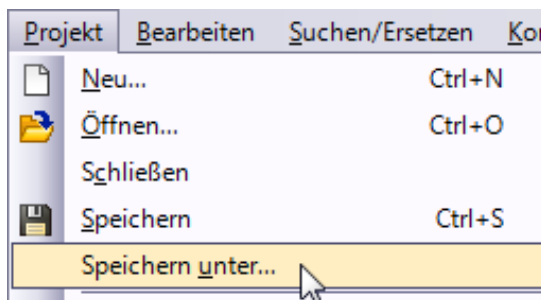 Projekt Bearbeiten Suchen/Ersetzen
Neu... Ctrl+N
Öffnen... Ctrl+O
Schließen
Speichern Ctrl+S
Speichern unter...